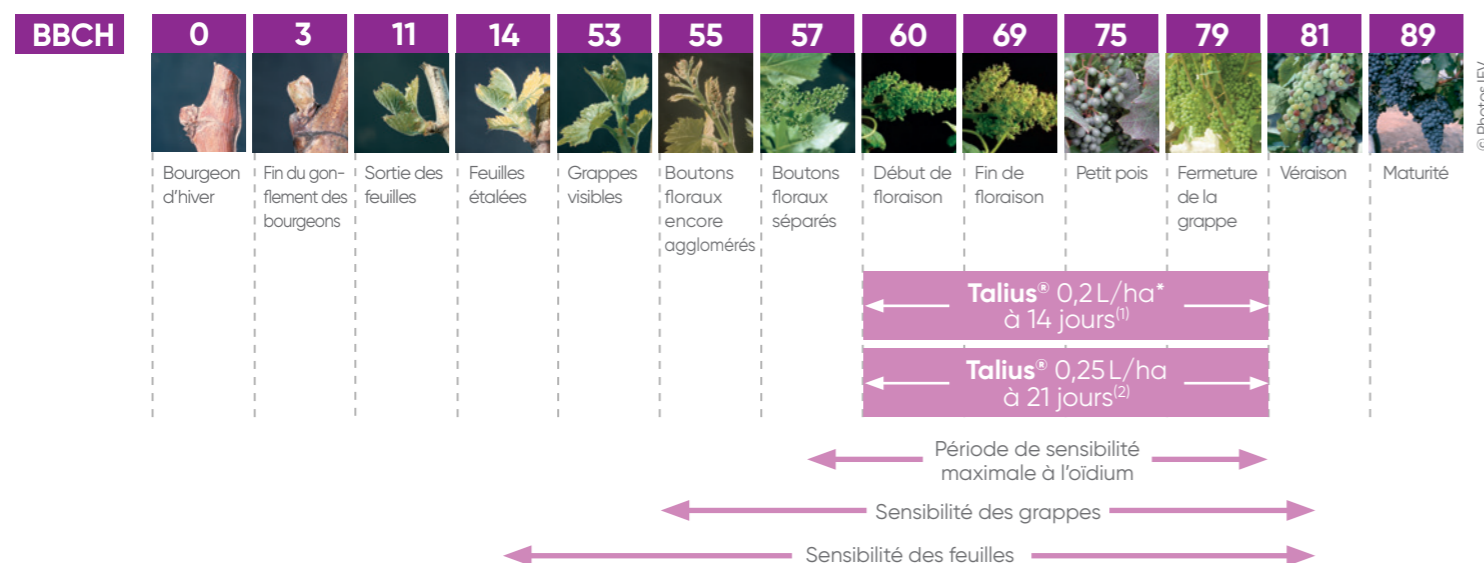 BBCH 0 3 11 14 53 55 57 60 69 75 79 81 89
© Photos IFV
Bourgeon
d'hiver
Fin du gon-
flement des
bourgeons
Sortie des
feuilles
Feuilles
étalées
Grappes
visibles
Boutons
floraux
encore
agglomérés
Boutons
floraux
séparés
Début de
floraison
Fin de
floraison
Petit pois
Fermeture
de la
grappe
Véraison
Maturité
Talius® 0,2 L/ha*
à 14 jours(1)
Talius® 0,25 L/ha
à 21 jours(2)
Période de sensibilité
maximale à l'oïdium
Sensibilité des grappes
Sensibilité des feuilles